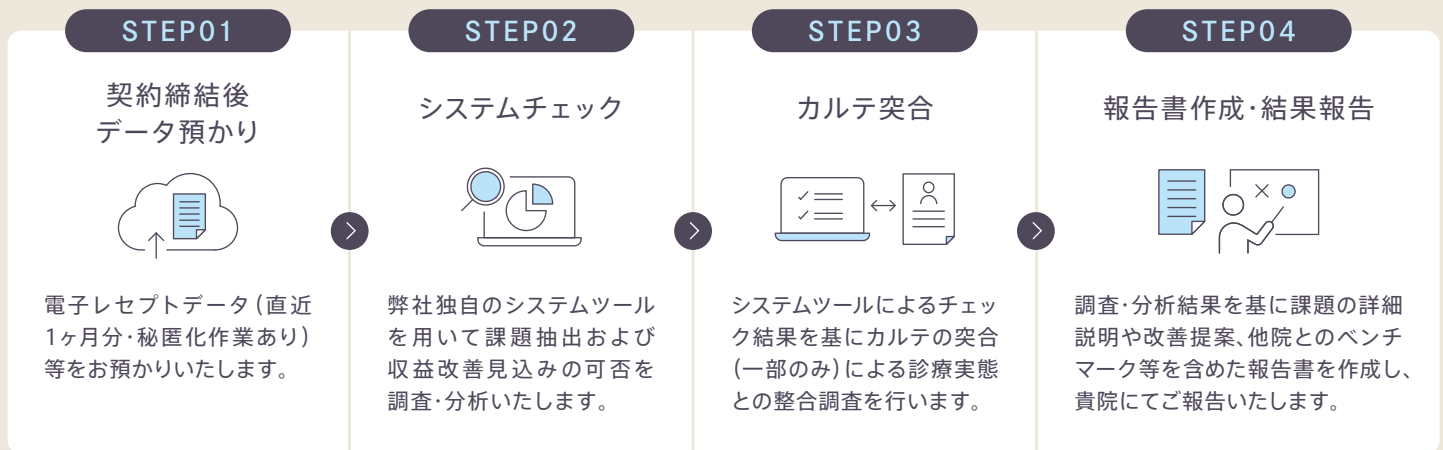 STEP01
契約締結後
データ預かり
電子レセプトデータ（直近
1ヶ月分・秘匿化作業あり）
等をお預かりいたします。
STEP02
システムチェック
弊社独自のシステムツール
を用いて課題抽出および
収益改善見込みの可否を
調査・分析いたします。
STEP03
カルテ突合
システムツールによるチェッ
ク結果を基にカルテの突合
（一部のみ）による診療実態
との整合調査を行います。
STEP04
報告書作成・結果報告
調査・分析結果を基に課題の詳細
説明や改善提案、他院とのベンチ
マーク等を含めた報告書を作成し、
貴院にてご報告いたします。